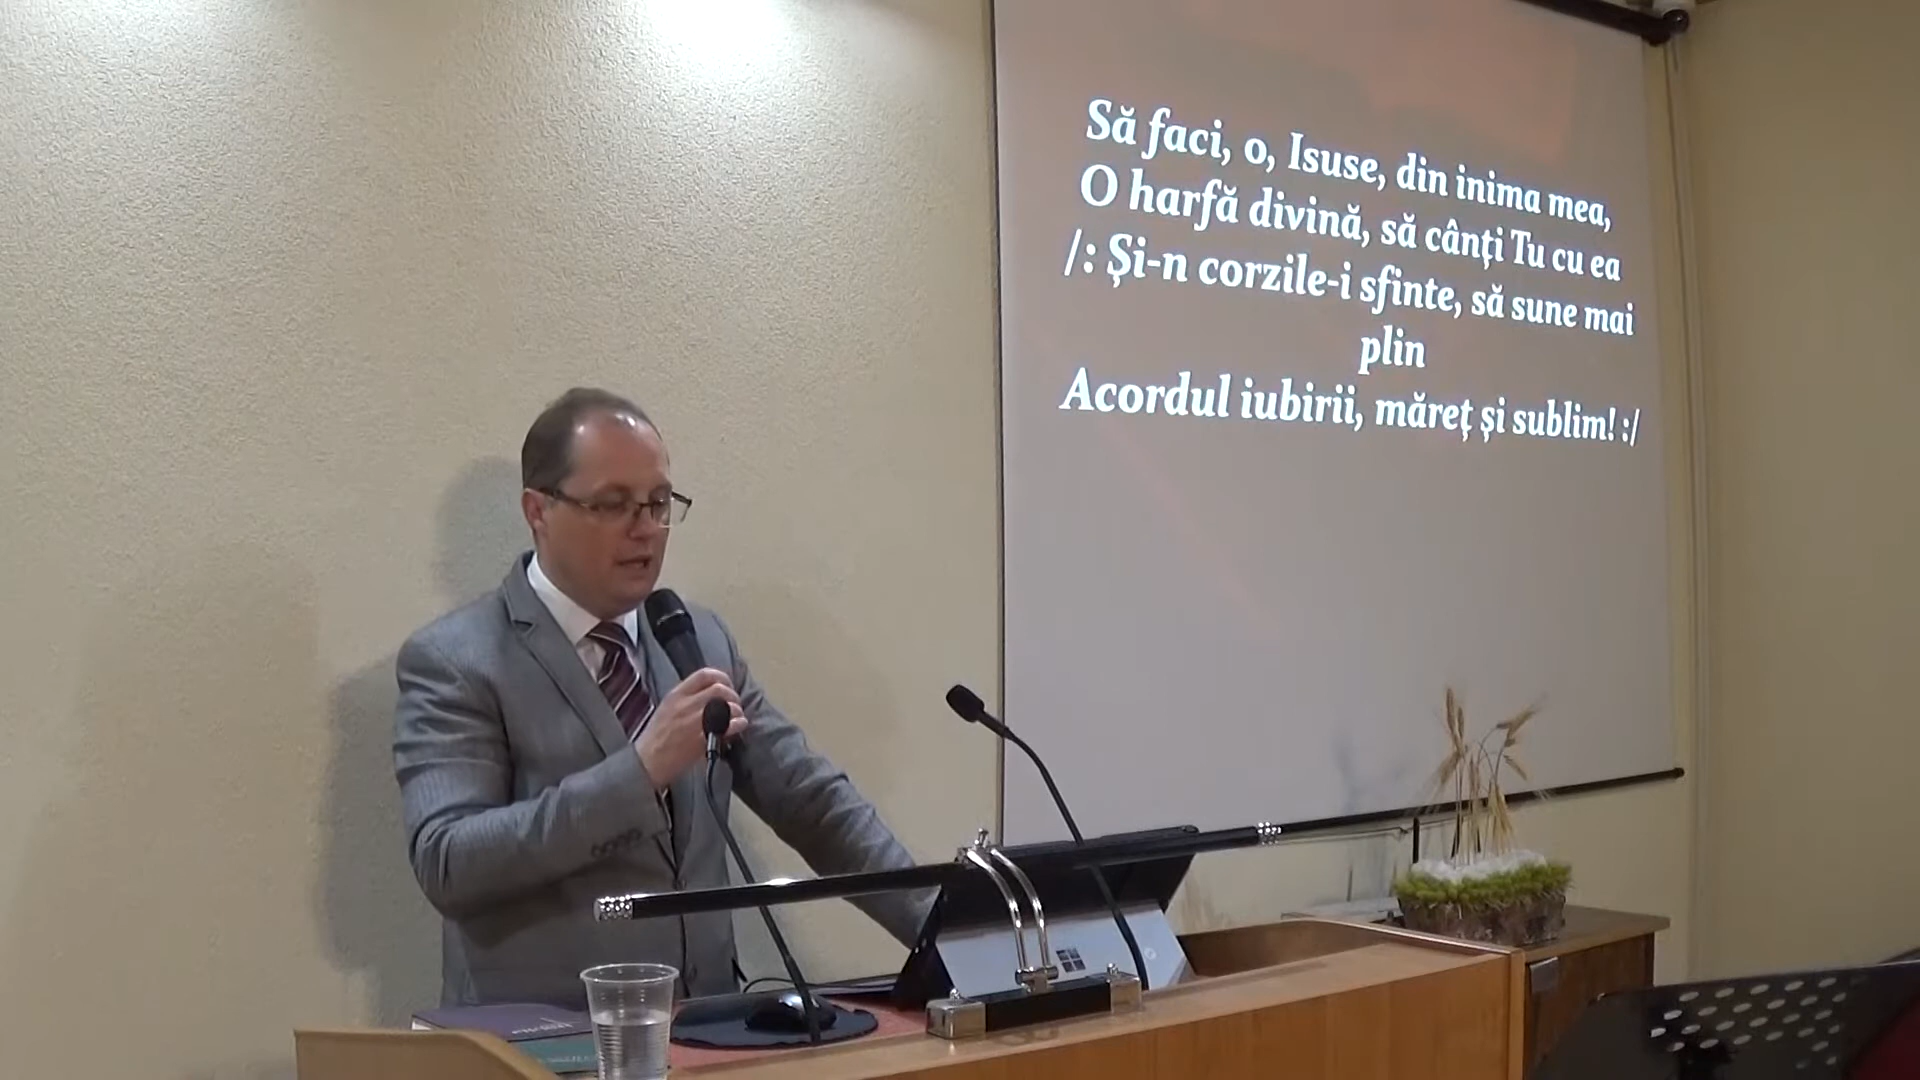 Să faci, o, Isuse, din inima mea,
O harfă divină, să cânți Tu cu ea
/: Și-n corzile-i sfinte, să sune mai
plin
Acordul iubirii, măreț și sublim! :/